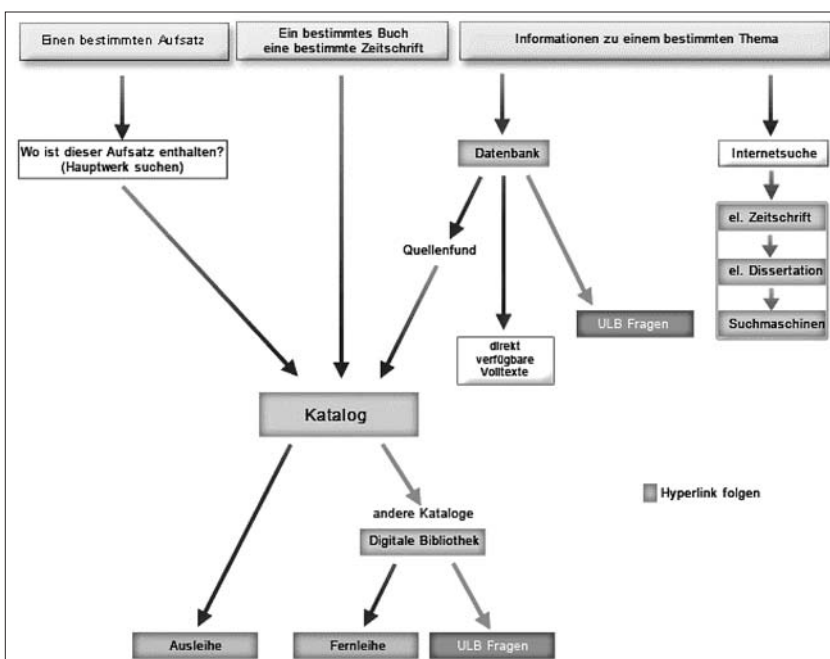 Einen bestimmten Aufsatz
Ein bestimmtes Buch
eine bestimmte Zeitschrift
Informationen zu einem bestimmten Thema
Wo ist dieser Aufsatz enthalten?
(Hauptwerk suchen)
Datenbank
Internetsuche
Quellenfund
el. Zeitschrift
el. Dissertation
Suchmaschinen
ULB Fragen
direkt
verfügbare
Volltexte
Katalog
Hyperlink folgen
andere Kataloge
Digitale Bibliothek
Ausleihe
Fernleihe
ULB Fragen